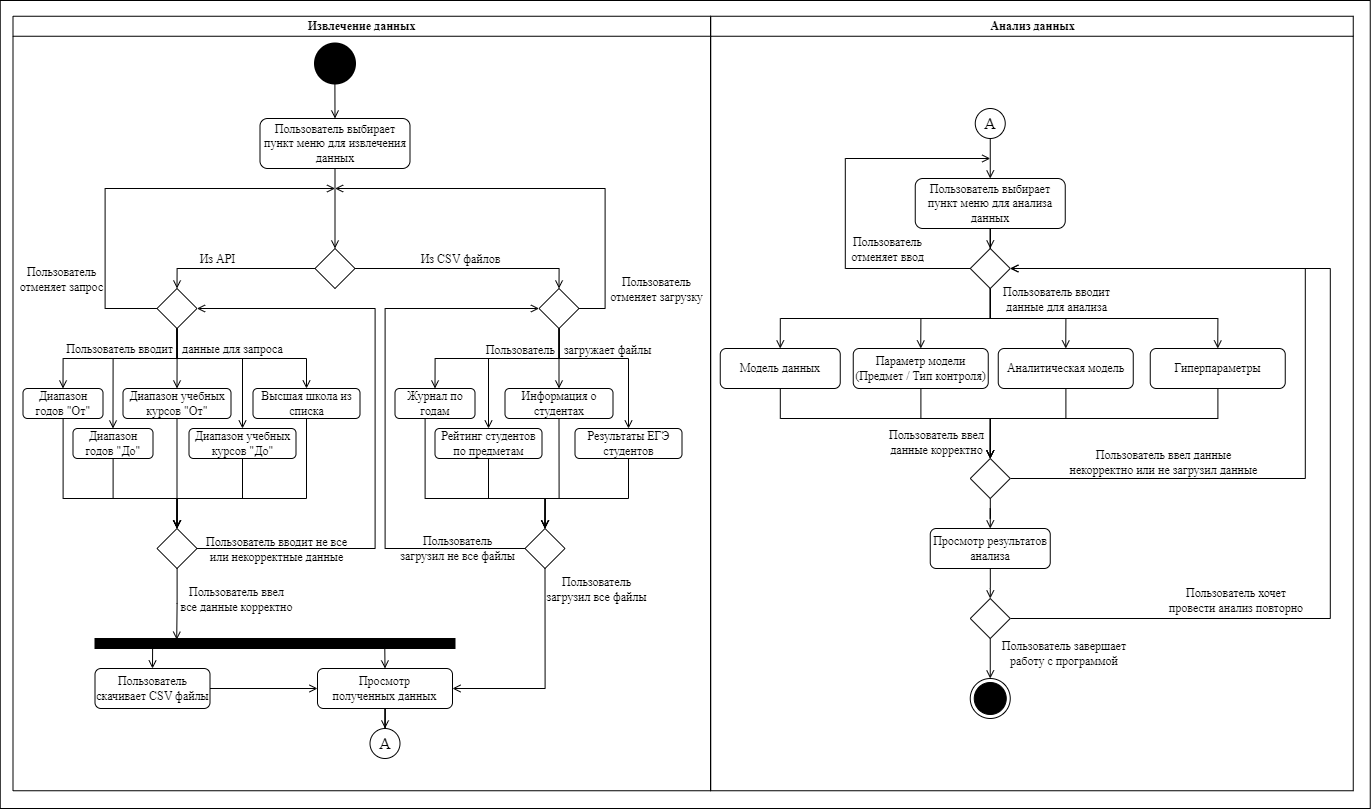 Извлечение данных
Пользователь выбирает
пункт меню для извлечения
данных
Из API
Из CSV файлов
Пользователь
отменяет запрос
Пользователь
отменяет загрузку
Пользователь вводит данные для запроса
Диапазон
годов "От"
Диапазон учебных
курсов "От"
Высшая школа из
списка
Диапазон
годов "До"
Диапазон учебных
курсов "До"
Пользователь загружает файлы
Журнал по
годам
Информация о
студентах
Рейтинг студентов
по предметам
Результаты ЕГЭ
студентов
Пользователь вводит не все
или некорректные данные
Пользователь
загрузил не все файлы
Пользователь ввел
все данные корректно
Пользователь
загрузил все файлы
Пользователь
скачивает CSV файлы
Просмотр
полученных данных
А
Анализ данных
А
Пользователь выбирает
пункт меню для анализа
данных
Пользователь
отменяет ввод
Пользователь вводит
данные для анализа
Модель данных
Параметр модели
(Предмет / Тип контроля)
Аналитическая модель
Гиперпараметры
Пользователь ввел
данные корректно
Пользователь ввел данные
некорректно или не загрузил данные
Просмотр результатов
анализа
Пользователь хочет
провести анализ повторно
Пользователь завершает
работу с программой